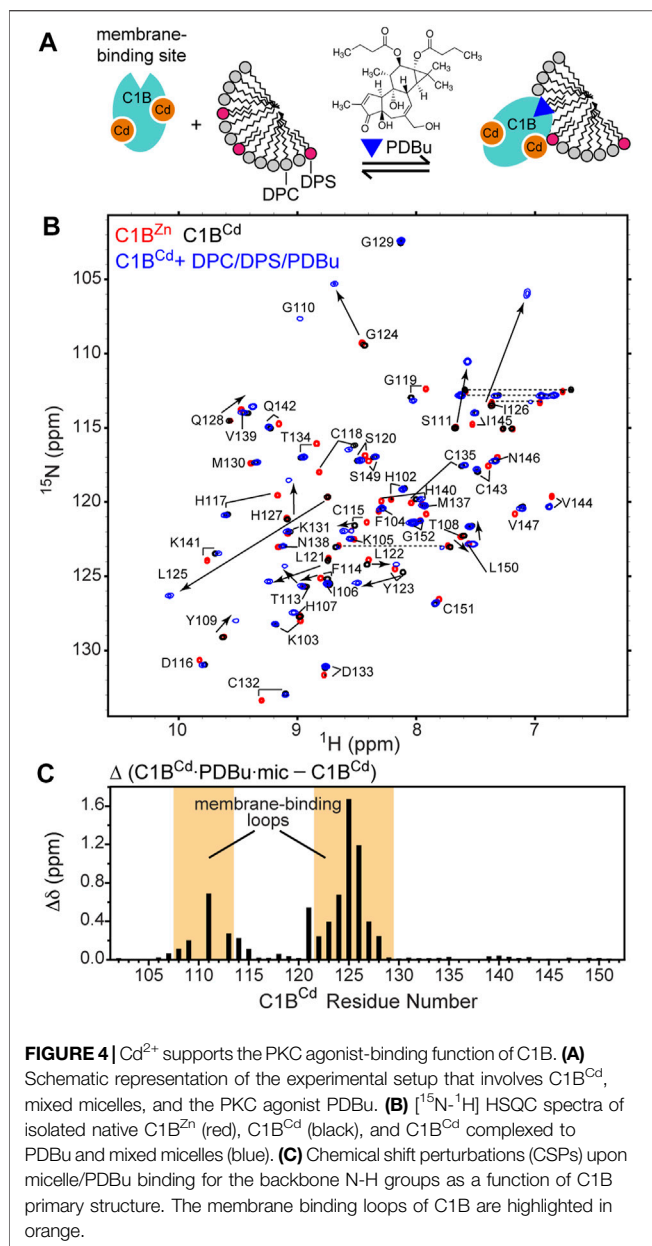 A
membrane-
binding site
C1B
Cd
Cd
+
DPC
DPS
CH₃
O
O
O
O
CH₃
H₃C
CH₃
CH₃
OH
H
H₃C
H
O
OH
OH
PDBu
C1B
Cd
Cd
B
C1B^Zn C1B^Cd
C1B^Cd+ DPC/DPS/PDBu
G129
G110
G124
G119
S111
I126
I145
Q128
V139
Q142
T134
C118
S120
M130
S149
C135
N146
H102
H140
C143
H117
F104
M137
V144
H127
K131
C115
K105
G152
T108
V147
K141
N138
L125
L121
L122
L150
F114
I106
Y123
T113
H107
C151
Y109
K103
D116
D133
C132
105
110
115
120
125
130
¹⁵N (ppm)
10 9 8 7
¹H (ppm)
C
Δ (C1B^Cd·PDBu·mic – C1B^Cd)
membrane-binding
loops
1.6
1.2
0.8
0.4
0.0
Δδ (ppm)
105 110 115 120 125 130 135 140 145 150
C1B^Cd Residue Number
FIGURE 4 | Cd²⁺ supports the PKC agonist-binding function of C1B. (A)
Schematic representation of the experimental setup that involves C1B^Cd,
mixed micelles, and the PKC agonist PDBu. (B) [¹⁵N-¹H] HSQC spectra of
isolated native C1B^Zn (red), C1B^Cd (black), and C1B^Cd complexed to
PDBu and mixed micelles (blue). (C) Chemical shift perturbations (CSPs) upon
micelle/PDBu binding for the backbone N-H groups as a function of C1B
primary structure. The membrane binding loops of C1B are highlighted in
orange.